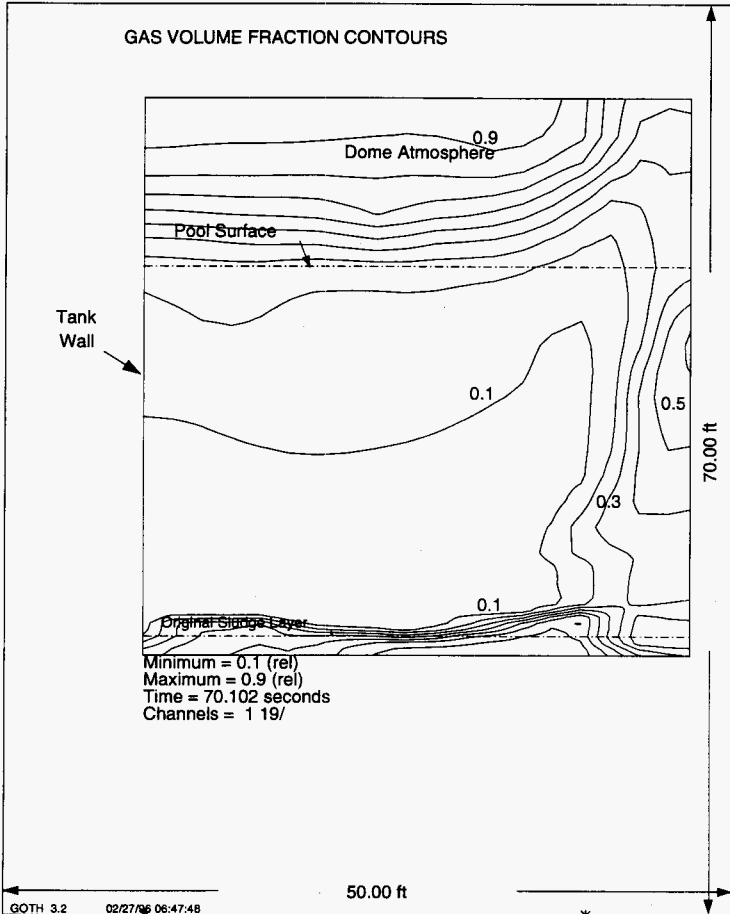 GAS VOLUME FRACTION CONTOURS
0.9
Dome Atmosphere
Pool Surface
Tank
Wall
0.1
0.5
70.00 ft
0.3
0.1
Original Sludge Layer
Minimum = 0.1 (rel)
Maximum = 0.9 (rel)
Time = 70.102 seconds
Channels = 1 19/
50.00 ft
GOTH 3.2 02/27/96 06:47:48